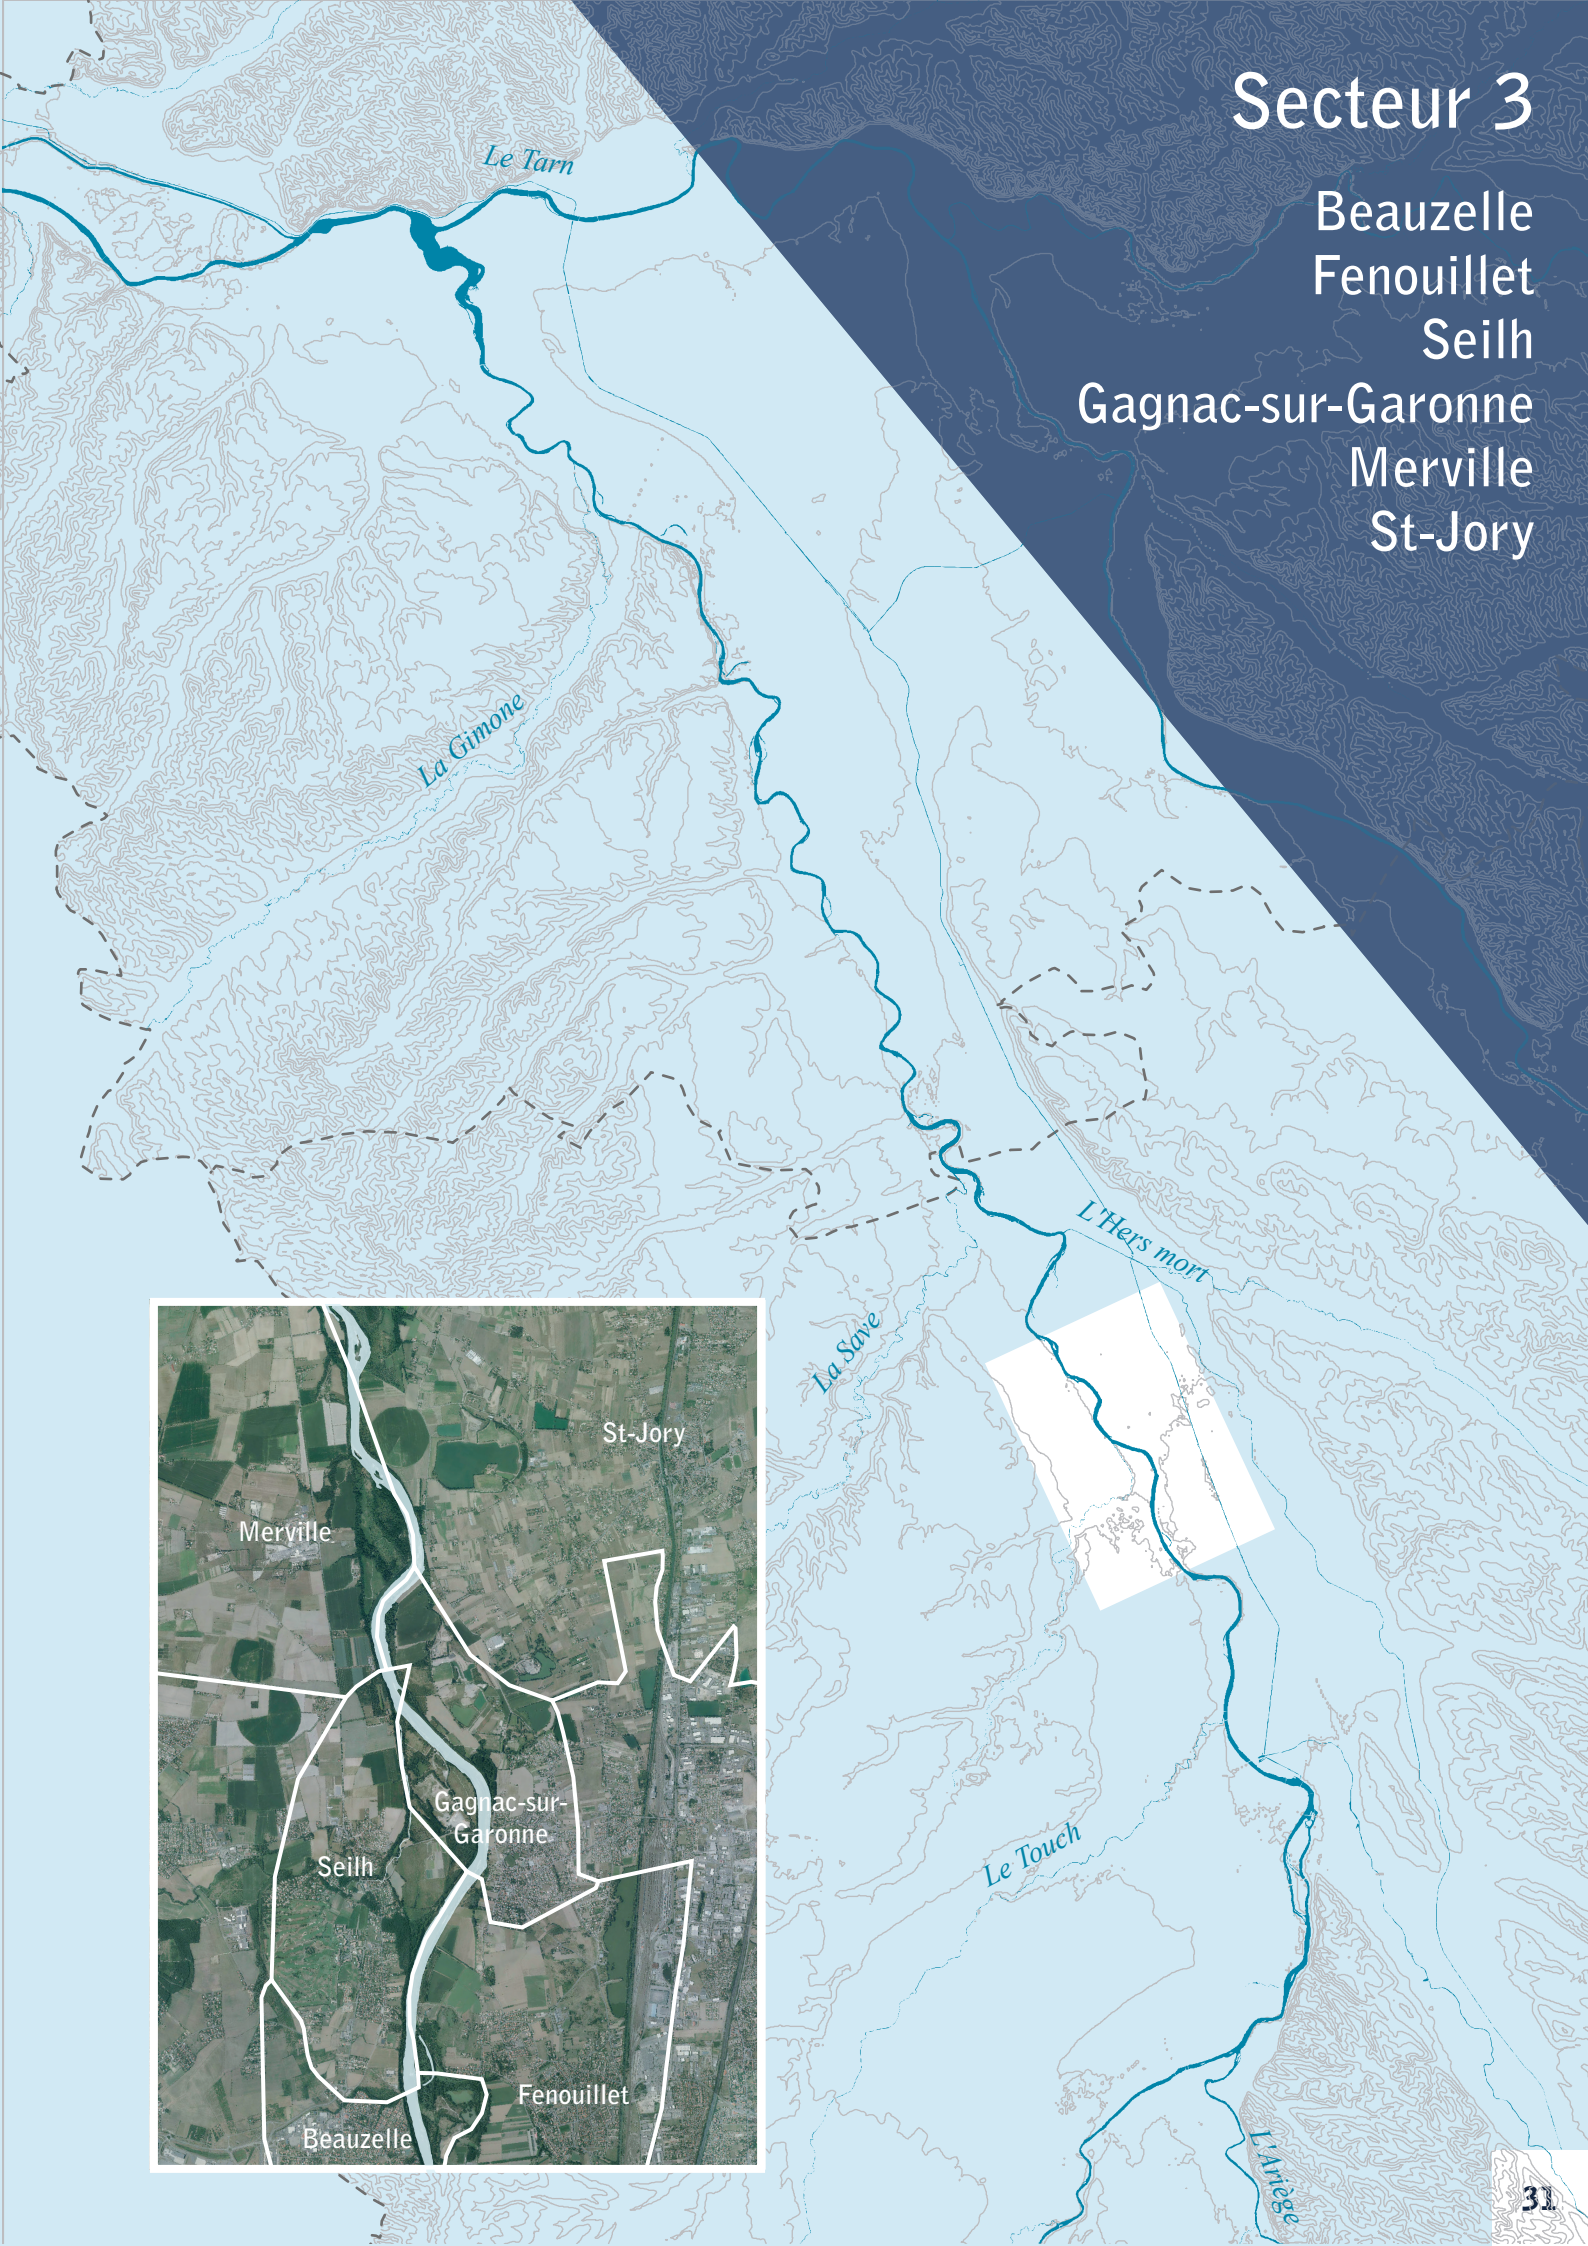 Secteur 3
Beauzelle
Fenouillet
Seilh
Gagnac-sur-Garonne
Merville
St-Jory
Le Tarn
La Gimone
L'Hers mort
La Save
Le Touch
L'Ariège
St-Jory
Merville
Gagnac-sur-
Garonne
Seilh
Fenouillet
Beauzelle
31